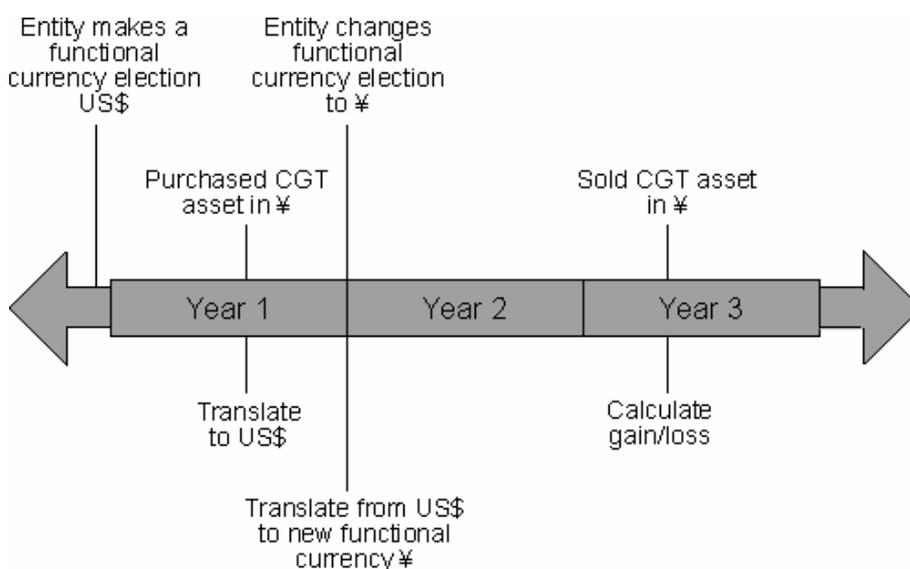 Entity makes a
functional
currency election
US$
Entity changes
functional
currency election
to ¥
Purchased CGT
asset in ¥
Sold CGT asset
in ¥
Year 1
Year 2
Year 3
Translate
to US$
Calculate
gain/loss
Translate from US$
to new functional
currency ¥